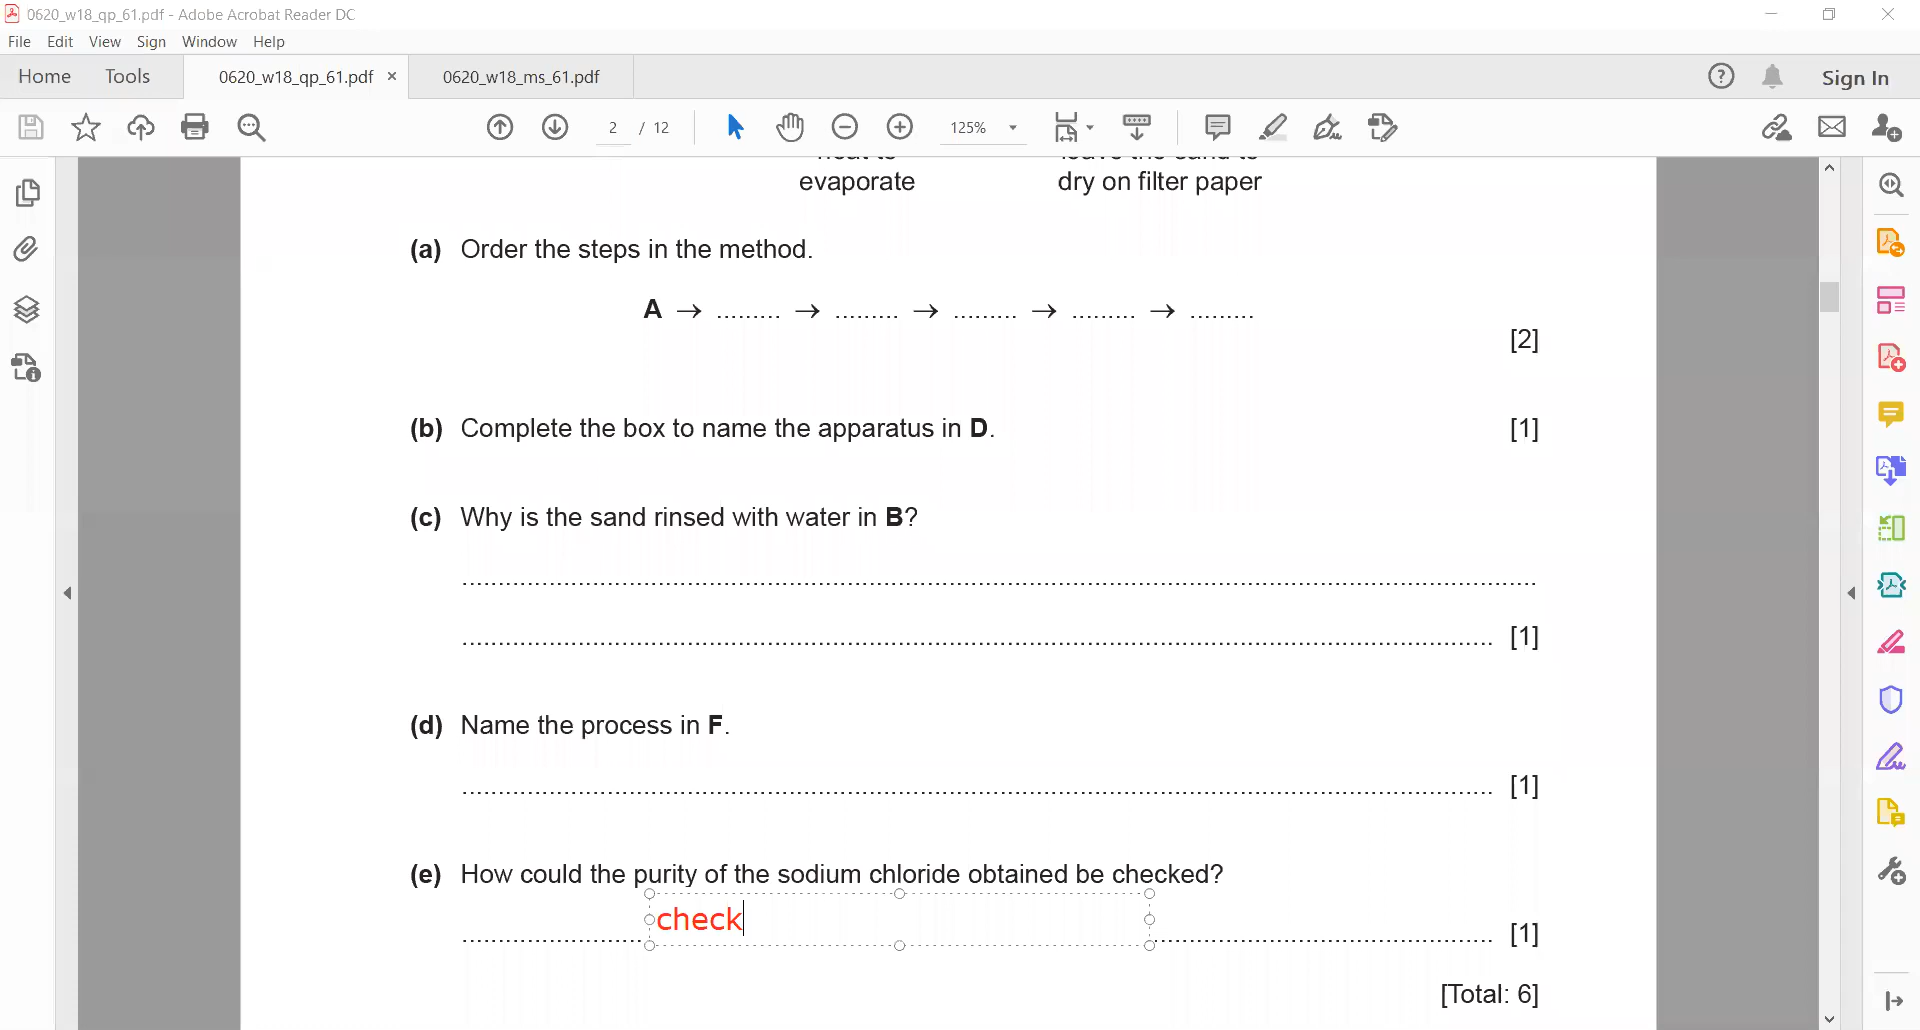 0620_w18_qp_61.pdf - Adobe Acrobat Reader DC
File Edit View Sign Window Help
Home Tools 0620_w18_qp_61.pdf × 0620_w18_ms_61.pdf ? Sign In
2 / 12 125%
evaporate dry on filter paper
(a) Order the steps in the method.
A → ......... → ......... → ......... → ......... → .........
[2]
(b) Complete the box to name the apparatus in D. [1]
(c) Why is the sand rinsed with water in B?
[1]
(d) Name the process in F.
[1]
(e) How could the purity of the sodium chloride obtained be checked?
check [1]
[Total: 6]